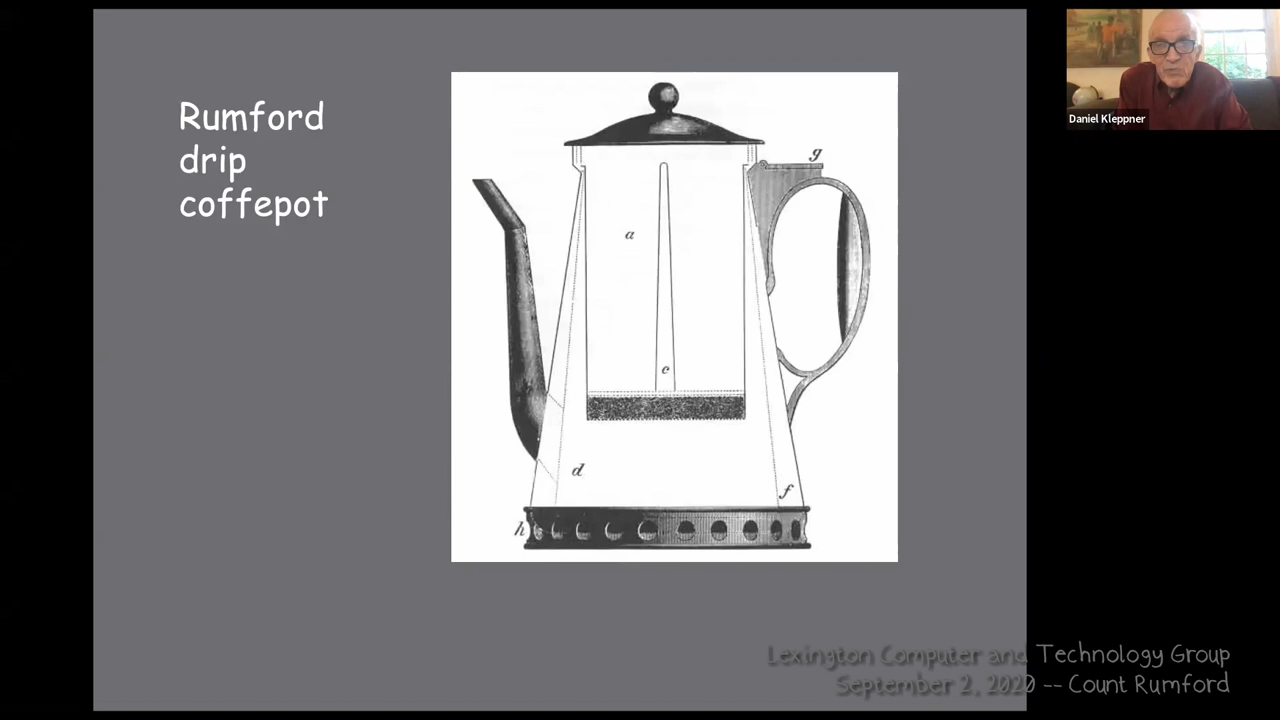 Rumford
drip
coffepot
a
c
d
f
g
h
Daniel Kleppner
Lexington Computer and Technology Group
September 2, 2020 -- Count Rumford